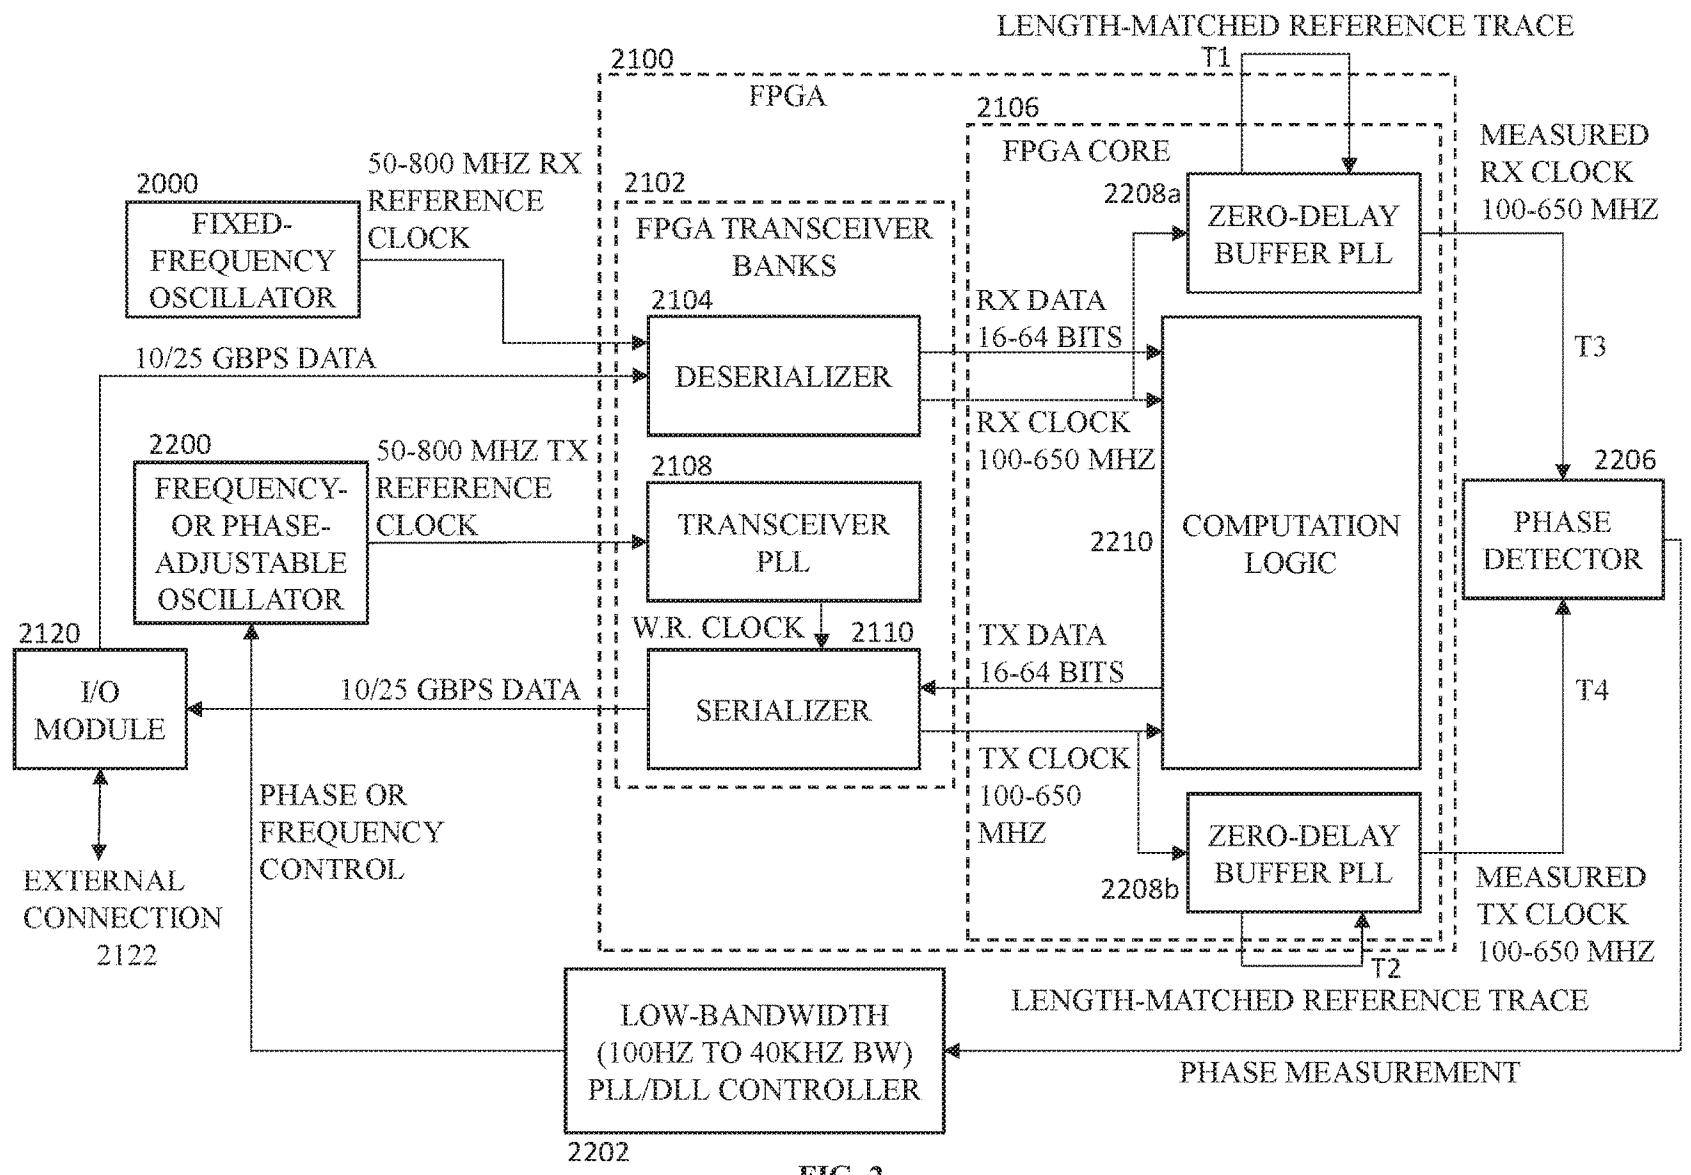 LENGTH-MATCHED REFERENCE TRACE
T1
2100
FPGA
2106
FPGA CORE
MEASURED
RX CLOCK
100-650 MHZ
50-800 MHZ RX
REFERENCE
CLOCK
2000
FIXED-
FREQUENCY
OSCILLATOR
2102
FPGA TRANSCEIVER
BANKS
2208a
ZERO-DELAY
BUFFER PLL
2104
DESERIALIZER
RX DATA
16-64 BITS
RX CLOCK
100-650 MHZ
T3
10/25 GBPS DATA
2200
FREQUENCY-
OR PHASE-
ADJUSTABLE
OSCILLATOR
50-800 MHZ TX
REFERENCE
CLOCK
2108
TRANSCEIVER
PLL
2210
COMPUTATION
LOGIC
2206
PHASE
DETECTOR
2120
I/O
MODULE
W.R. CLOCK
2110
SERIALIZER
10/25 GBPS DATA
TX DATA
16-64 BITS
TX CLOCK
100-650
MHZ
T4
PHASE OR
FREQUENCY
CONTROL
EXTERNAL
CONNECTION
2122
ZERO-DELAY
BUFFER PLL
2208b
MEASURED
TX CLOCK
100-650 MHZ
T2
LENGTH-MATCHED REFERENCE TRACE
LOW-BANDWIDTH
(100HZ TO 40KHZ BW)
PLL/DLL CONTROLLER
2202
PHASE MEASUREMENT
FIG. 2